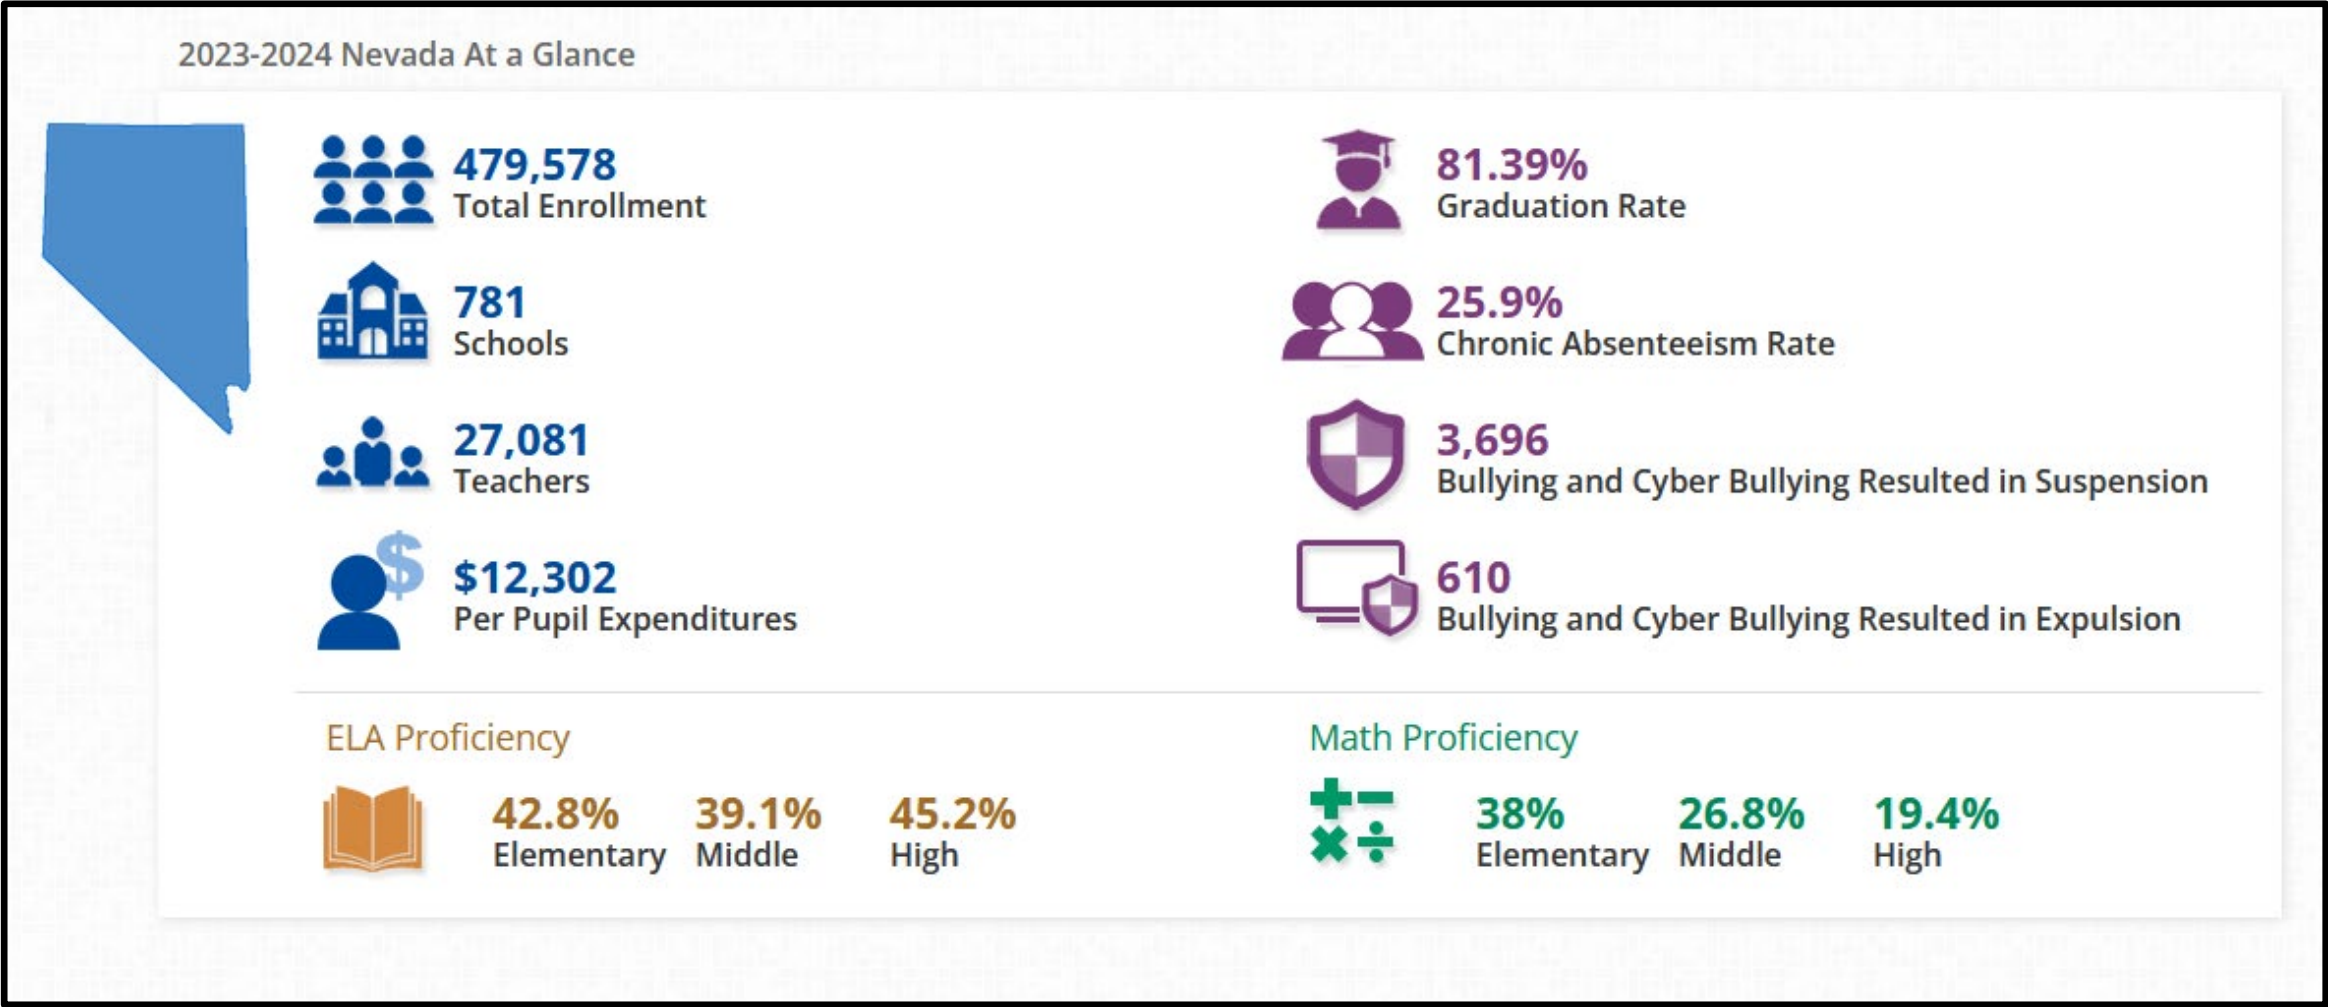 2023-2024 Nevada At a Glance
479,578
Total Enrollment
781
Schools
27,081
Teachers
$
$12,302
Per Pupil Expenditures
81.39%
Graduation Rate
25.9%
Chronic Absenteeism Rate
3,696
Bullying and Cyber Bullying Resulted in Suspension
610
Bullying and Cyber Bullying Resulted in Expulsion
ELA Proficiency
42.8% 39.1% 45.2%
Elementary Middle High
Math Proficiency
38% 26.8% 19.4%
Elementary Middle High